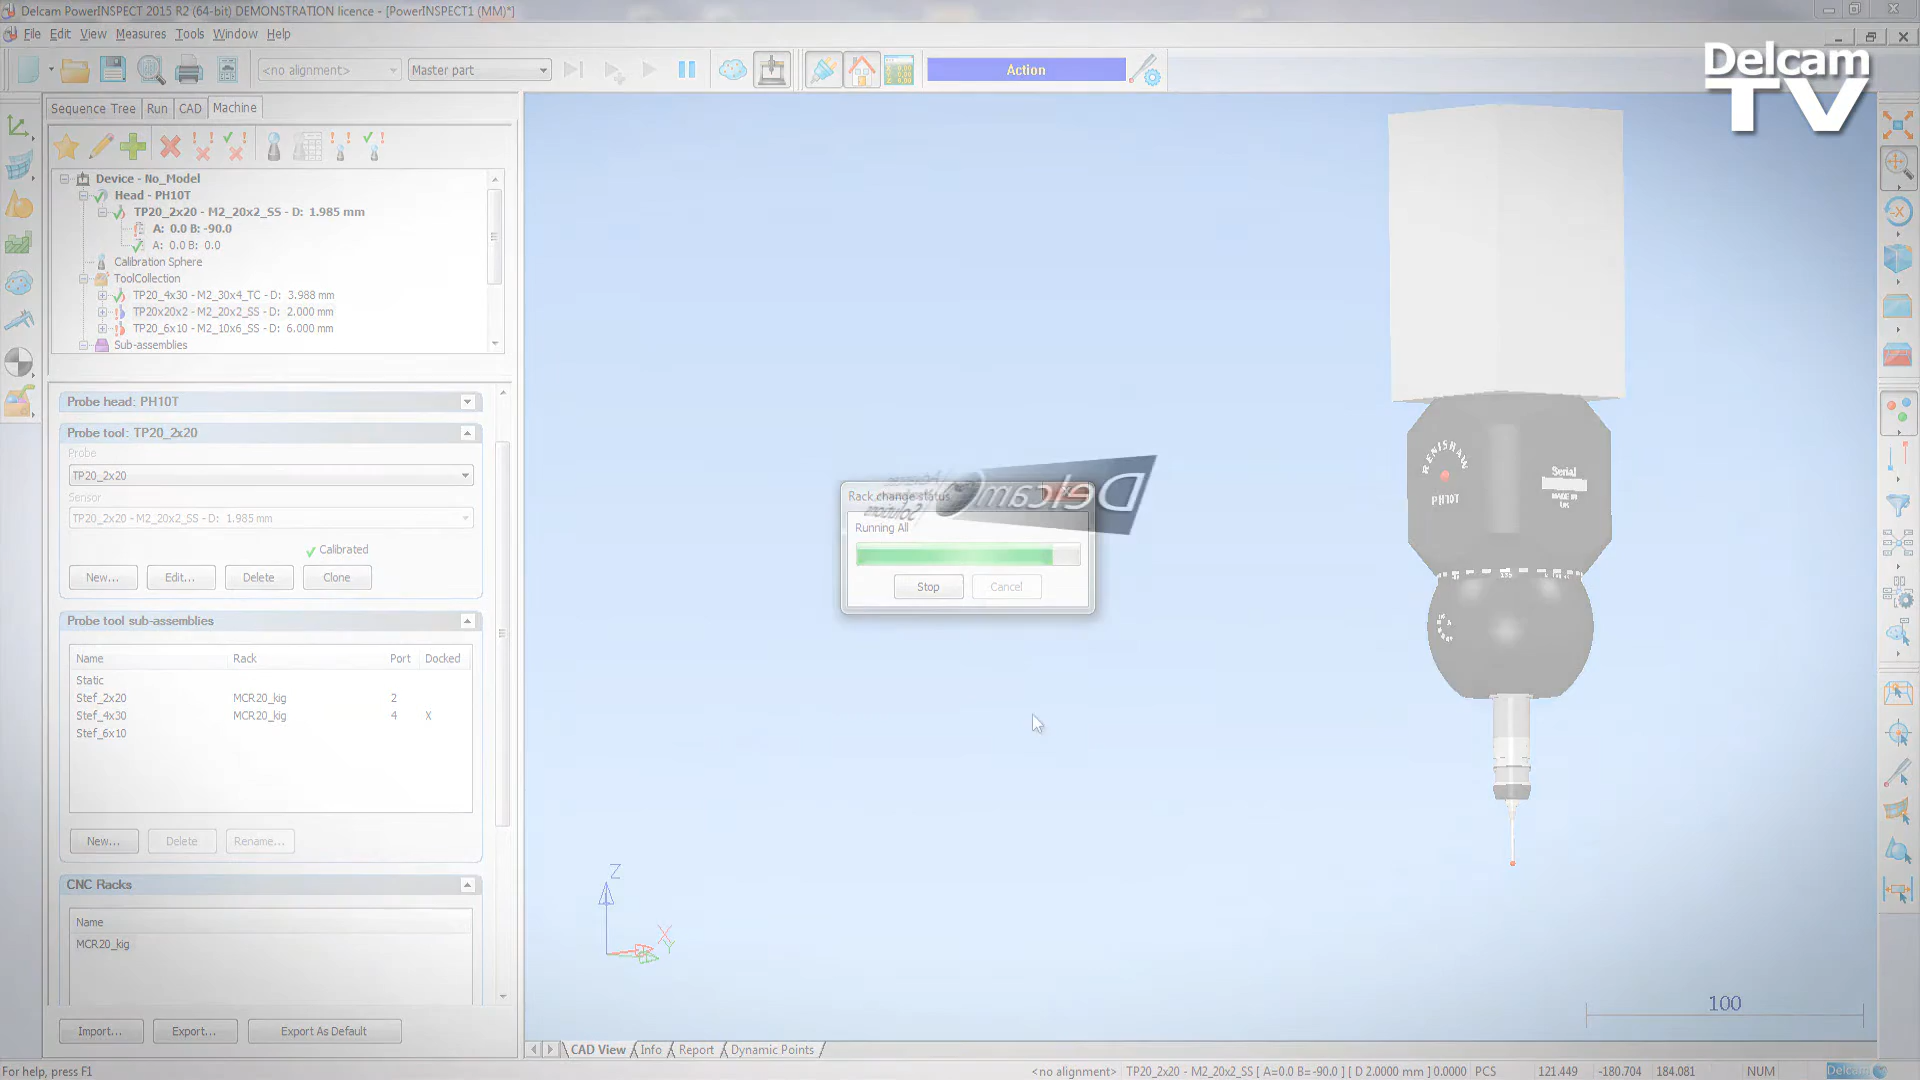 Delcam PowerINSPECT 2015 R2 (64-bit) DEMONSTRATION licence - [PowerINSPECT1 (MM)*]
File Edit View Measures Tools Window Help
<no alignment> Master part Action
Delcam
TV
Sequence Tree Run CAD Machine
Device - No_Model
Head - PH10T
TP20_2x20 - M2_20x2_SS - D: 1.985 mm
A: 0.0 B: -90.0
A: 0.0 B: 0.0
Calibration Sphere
ToolCollection
TP20_4x30 - M2_30x4_TC - D: 3.988 mm
TP20x20x2 - M2_20x2_SS - D: 2.000 mm
TP20_6x10 - M2_10x6_SS - D: 6.000 mm
Sub-assemblies
Probe head: PH10T
Probe tool: TP20_2x20
Probe
TP20_2x20
Sensor
TP20_2x20 - M2_20x2_SS - D: 1.985 mm
Calibrated
New... Edit... Delete Clone
Probe tool sub-assemblies
Name Rack Port Docked
Static
Stef_2x20 MCR20_kig 2
Stef_4x30 MCR20_kig 4 X
Stef_6x10
New... Delete Rename...
CNC Racks
Name
MCR20_kig
Import... Export... Export As Default
Rack change status
Delcam
Running All
Stop Cancel
RENISHAW
PH10T
Serial
MADE IN
UK
Z
X
Y
100
CAD View Info Report Dynamic Points
For help, press F1
<no alignment> TP20_2x20 - M2_20x2_SS [ A=0.0 B=-90.0 ] [ D 2.0000 mm ] 0.0000 PCS 121.449 -180.704 184.081 NUM Delcam